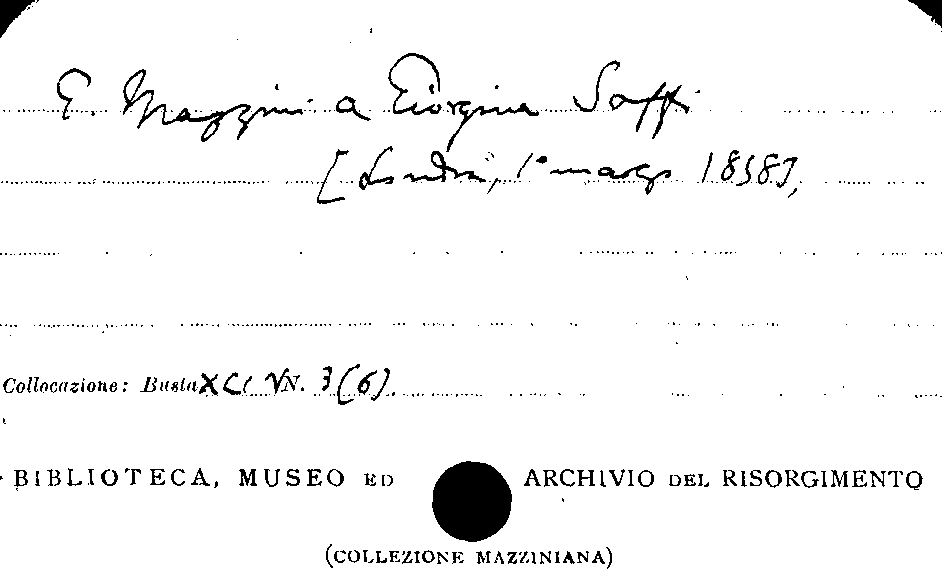 G. Mazzini a Giorgina Saffi
[Londra, 1° marzo 1858],
Collocazione: Busta XCI N. 3(6).
BIBLIOTECA, MUSEO ED ARCHIVIO DEL RISORGIMENTO
(COLLEZIONE MAZZINIANA)